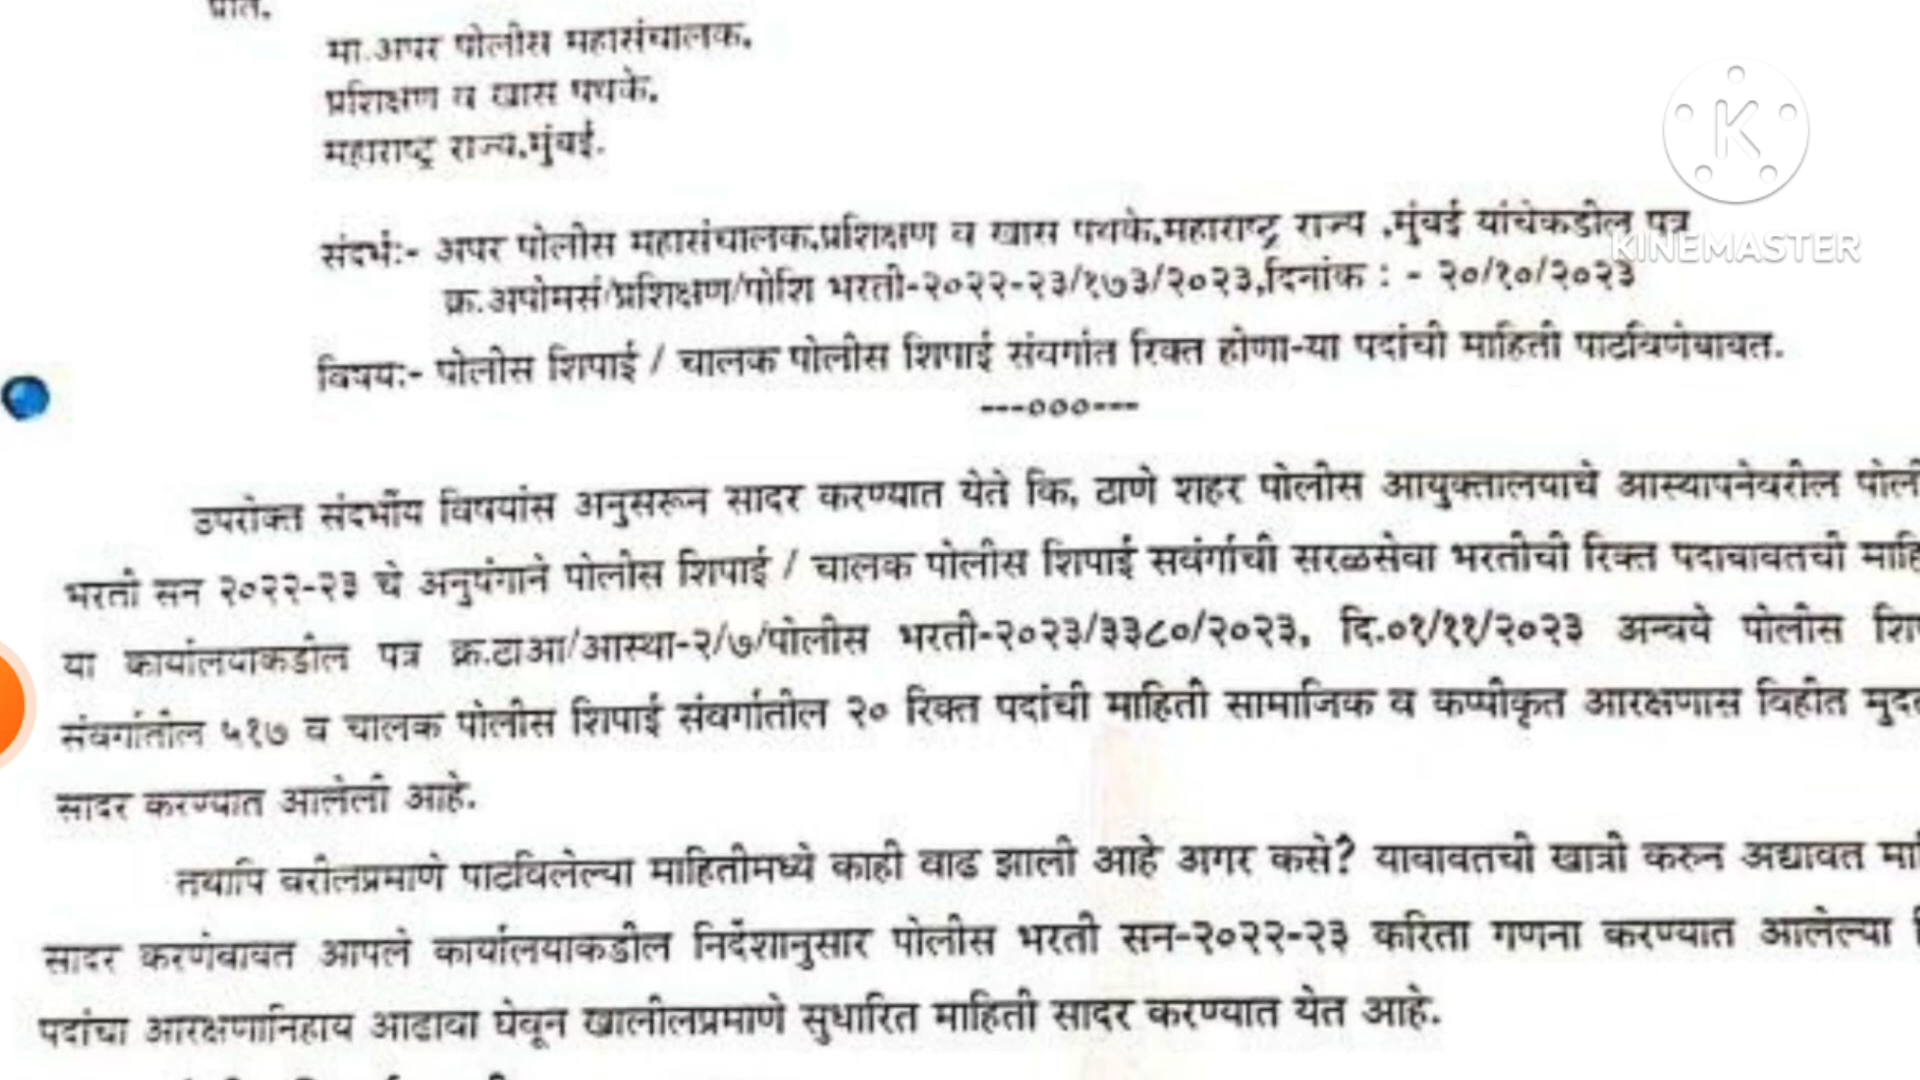 प्रति,
मा.अपर पोलीस महासंचालक,
प्रशिक्षण व खास पथके,
महाराष्ट्र राज्य,मुंबई.
K
KINEMASTER
संदर्भः- अपर पोलीस महासंचालक,प्रशिक्षण व खास पथके,महाराष्ट्र राज्य ,मुंबई यांचेकडील पत्र
क्र.अपोमसं/प्रशिक्षण/पोशि भरती-२०२२-२३/१७३/२०२३,दिनांक : - २०/१०/२०२३
विषयः- पोलीस शिपाई / चालक पोलीस शिपाई संवर्गात रिक्त होणा-या पदांची माहिती पाठविणेबाबत.
---०००---
उपरोक्त संदर्भीय विषयांस अनुसरून सादर करण्यात येते कि, ठाणे शहर पोलीस आयुक्तालयाचे आस्थापनेवरील
भरती सन २०२२-२३ चे अनुषंगाने पोलीस शिपाई / चालक पोलीस शिपाई सवंर्गाची सरळसेवा भरतीची रिक्त पदाबाबतची
या कार्यालयाकडील पत्र क्र.ठाआ/आस्था-२/७/पोलीस भरती-२०२३/३३८०/२०२३, दि.०१/११/२०२३ अन्वये पोलीस
संवर्गातील ५१७ व चालक पोलीस शिपाई संवर्गातील २० रिक्त पदांची माहिती सामाजिक व कप्पीकृत आरक्षणास विहीत
सादर करण्यात आलेली आहे.
तथापि वरीलप्रमाणे पाठविलेल्या माहितीमध्ये काही वाढ झाली आहे अगर कसे? याबाबतची खात्री करुन अद्यावत
सादर करणेबाबत आपले कार्यालयाकडील निर्देशानुसार पोलीस भरती सन-२०२२-२३ करिता गणना करण्यात आलेल्या
पदांचा आरक्षणानिहाय आढावा घेवून खालीलप्रमाणे सुधारित माहिती सादर करण्यात येत आहे.